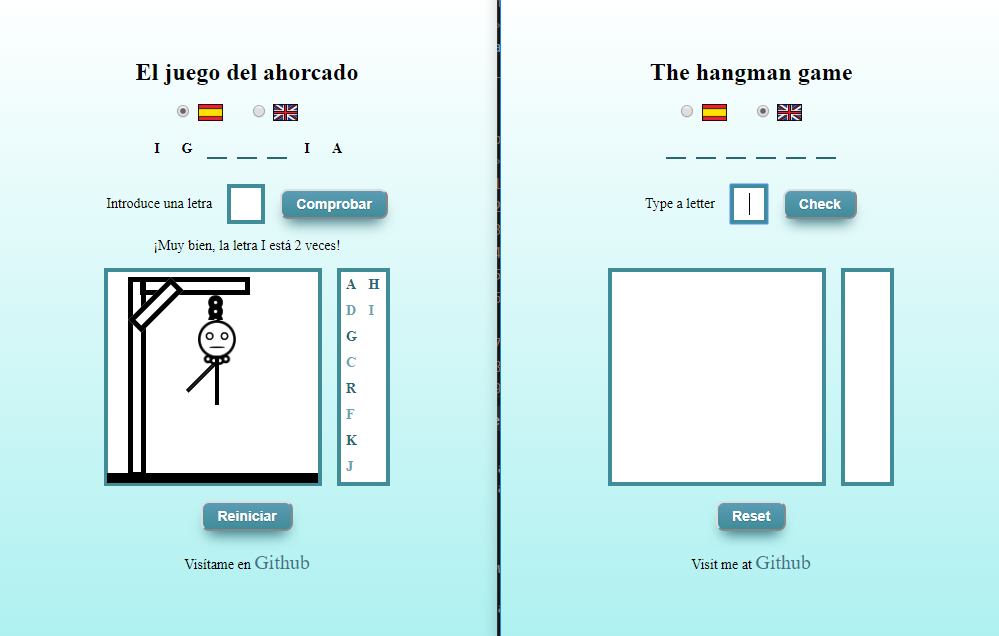 El juego del ahorcado
I G _ _ _ I A
Introduce una letra Comprobar
¡Muy bien, la letra I está 2 veces!
A H
D I
G
C
R
F
K
J
Reiniciar
Visítame en Github
The hangman game
_ _ _ _ _ _
Type a letter Check
Reset
Visit me at Github